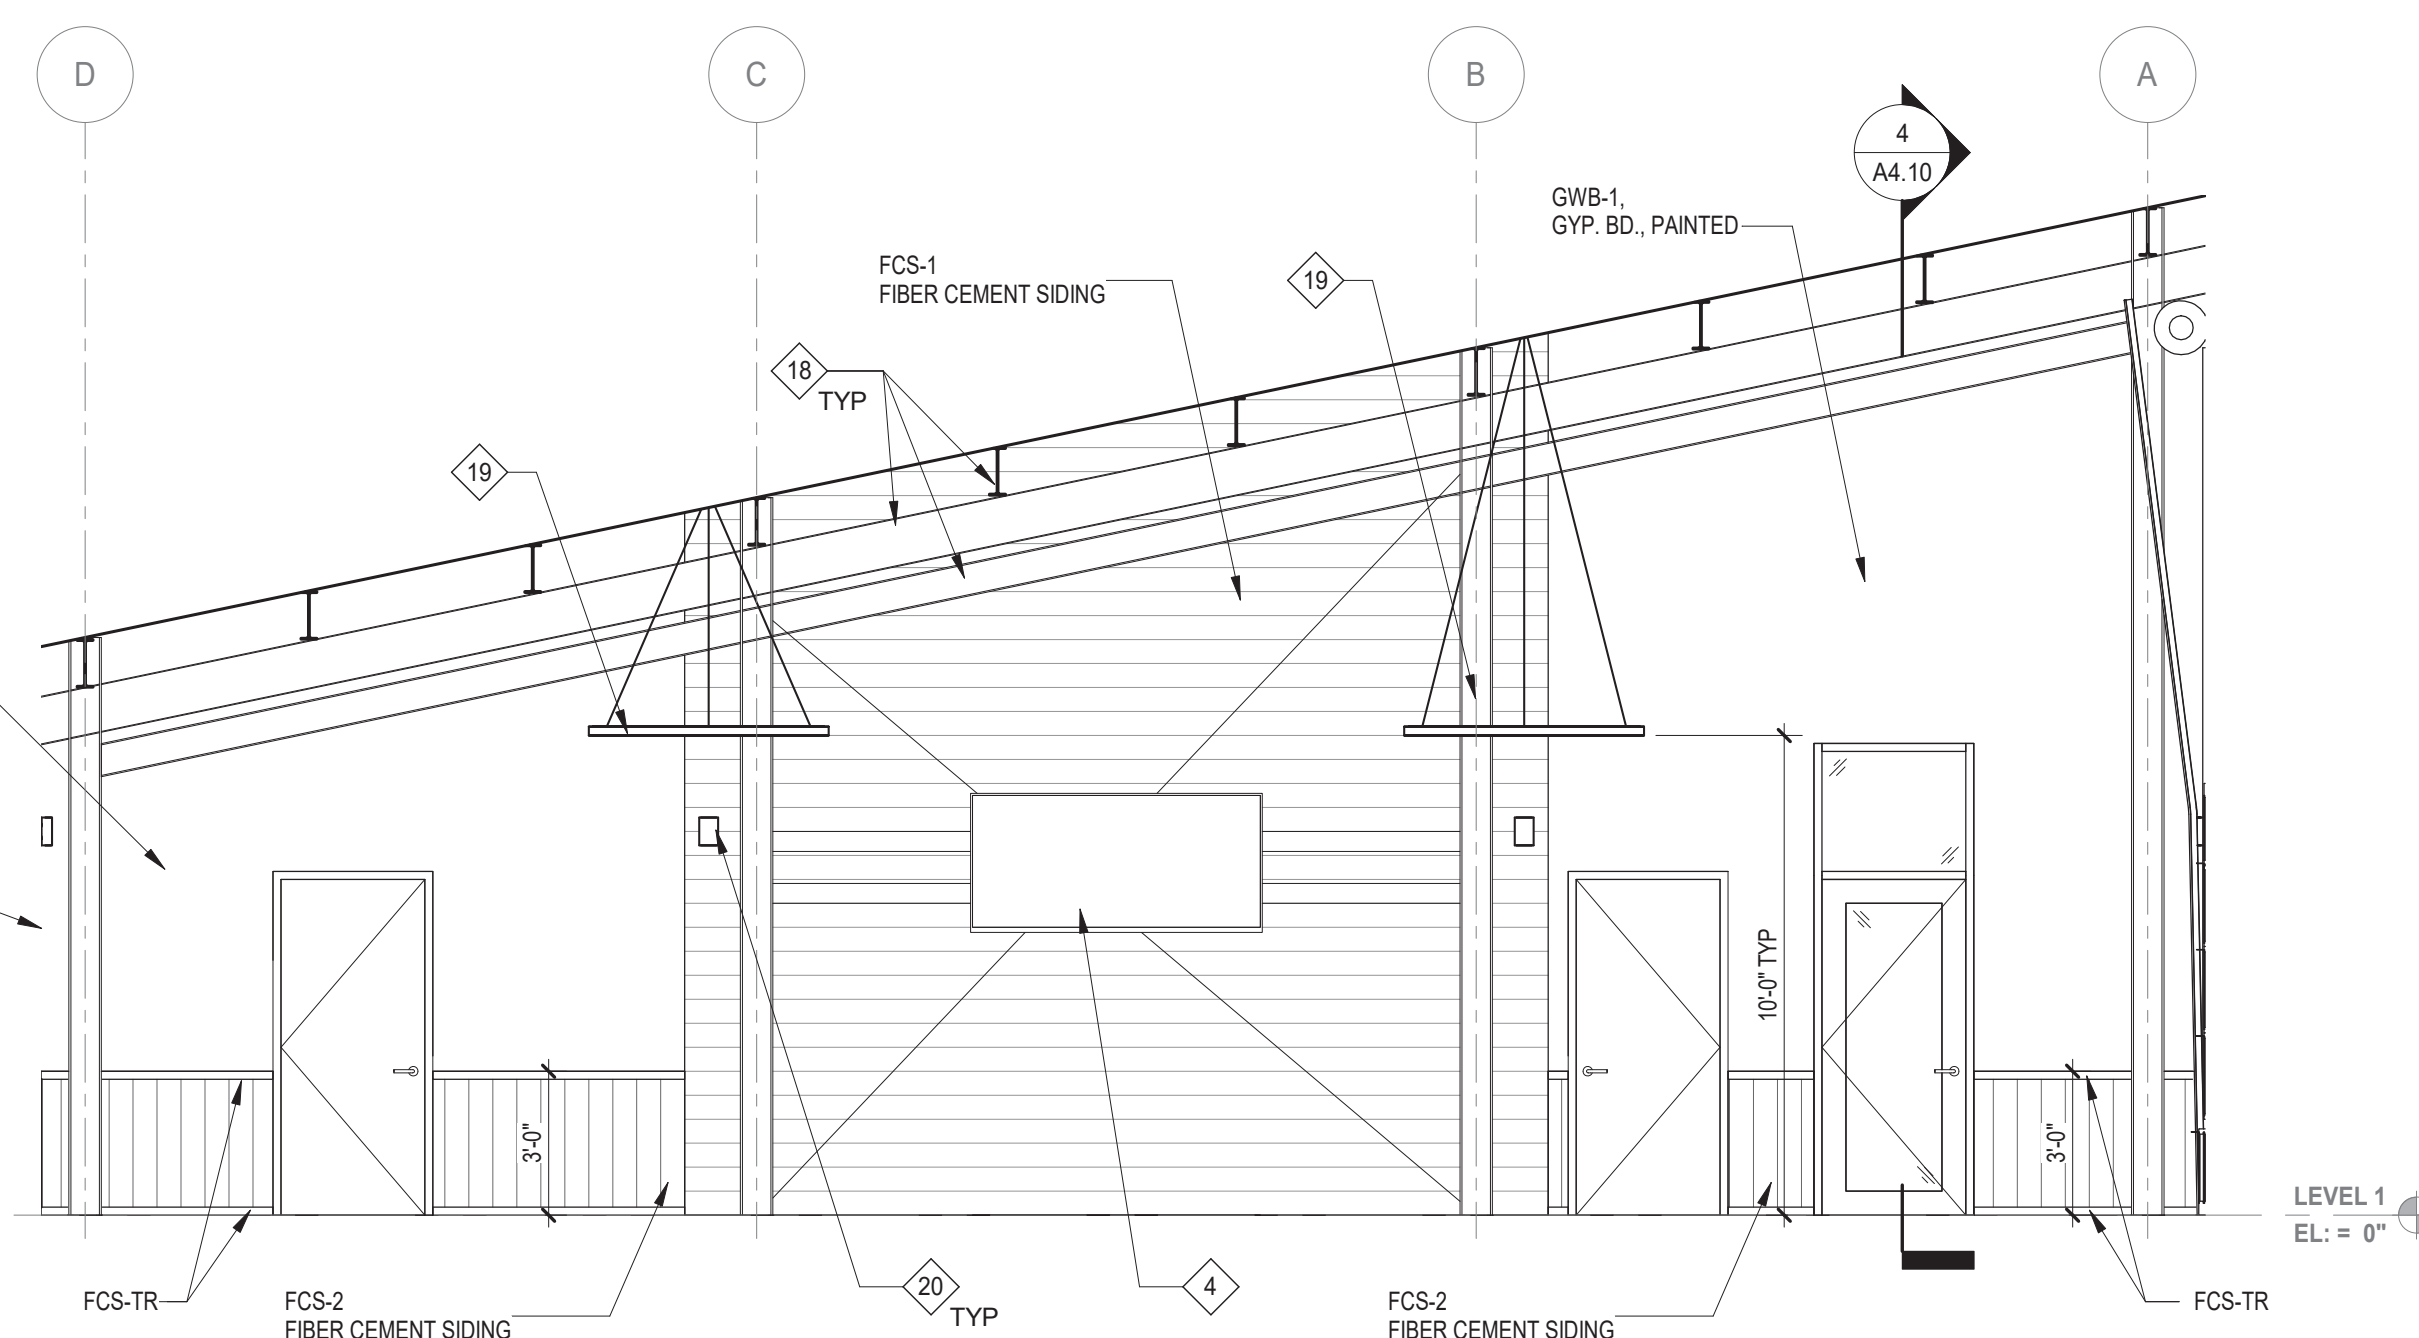 D
C
B
A
4
A4.10
GWB-1,
GYP. BD., PAINTED
FCS-1
FIBER CEMENT SIDING
19
18
TYP
19
10'-0" TYP
3'-0"
3'-0"
LEVEL 1
EL: = 0"
FCS-TR
FCS-2
FIBER CEMENT SIDING
20
TYP
4
FCS-2
FIBER CEMENT SIDING
FCS-TR